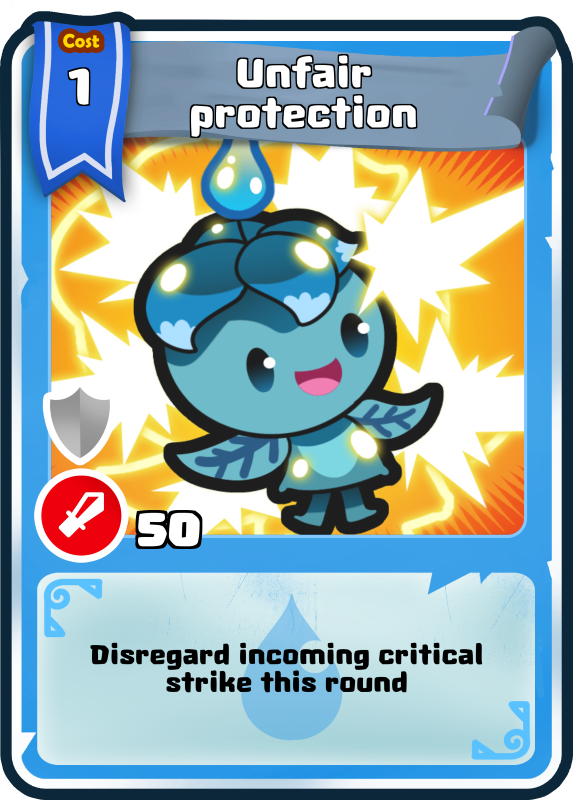 Cost
1
Unfair
protection
50
Disregard incoming critical
strike this round